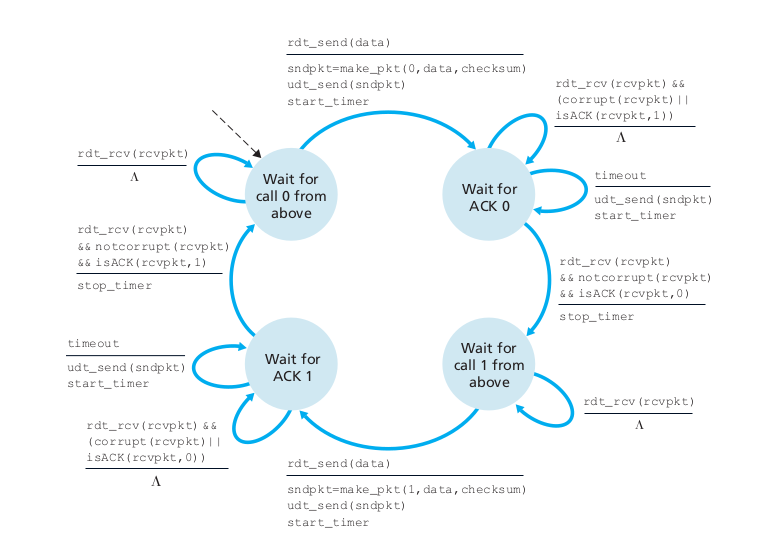 rdt_send(data)
sndpkt=make_pkt(0,data,checksum)
udt_send(sndpkt)
start_timer
rdt_rcv(rcvpkt) &&
(corrupt(rcvpkt)||
isACK(rcvpkt,1))
Λ
rdt_rcv(rcvpkt)
Λ
Wait for
call 0 from
above
Wait for
ACK 0
timeout
udt_send(sndpkt)
start_timer
rdt_rcv(rcvpkt)
&& notcorrupt(rcvpkt)
&& isACK(rcvpkt,1)
stop_timer
rdt_rcv(rcvpkt)
&& notcorrupt(rcvpkt)
&& isACK(rcvpkt,0)
stop_timer
timeout
udt_send(sndpkt)
start_timer
Wait for
ACK 1
Wait for
call 1 from
above
rdt_rcv(rcvpkt)
Λ
rdt_rcv(rcvpkt) &&
(corrupt(rcvpkt)||
isACK(rcvpkt,0))
Λ
rdt_send(data)
sndpkt=make_pkt(1,data,checksum)
udt_send(sndpkt)
start_timer